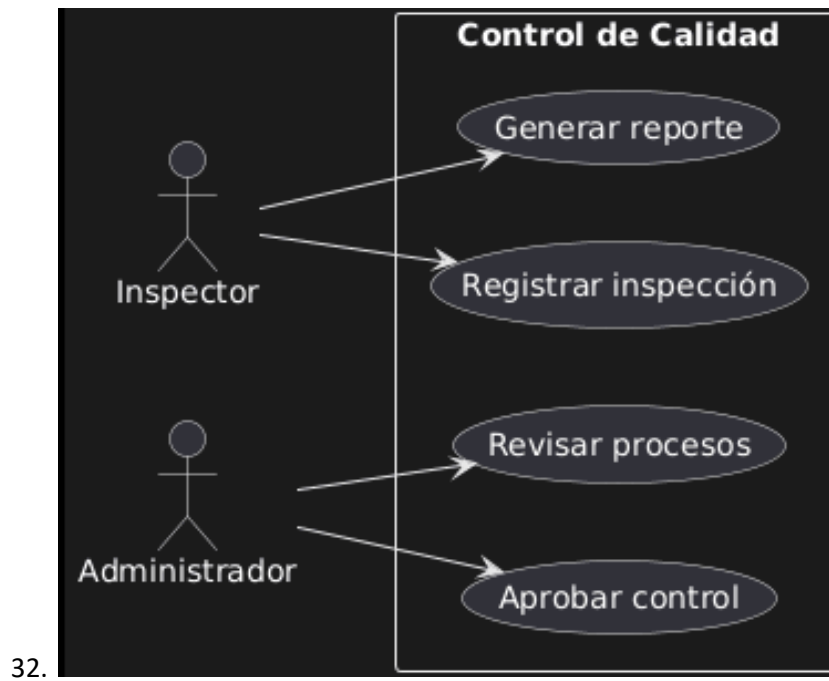 Control de Calidad
Generar reporte
Inspector
Registrar inspección
Revisar procesos
Administrador
Aprobar control
32.